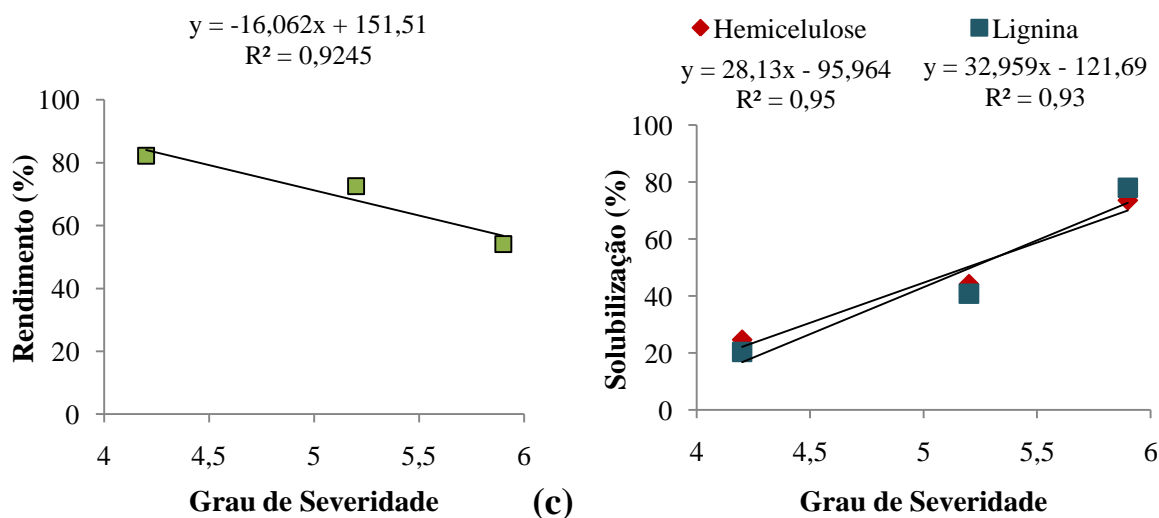 y = -16,062x + 151,51
R² = 0,9245
100
80
60
40
20
0
4
4,5
5
5,5
6
Rendimento (%)
Grau de Severidade
(c)
Hemicelulose
Lignina
y = 28,13x - 95,964
R² = 0,95
y = 32,959x - 121,69
R² = 0,93
100
80
60
40
20
0
4
4,5
5
5,5
6
Solubilização (%)
Grau de Severidade